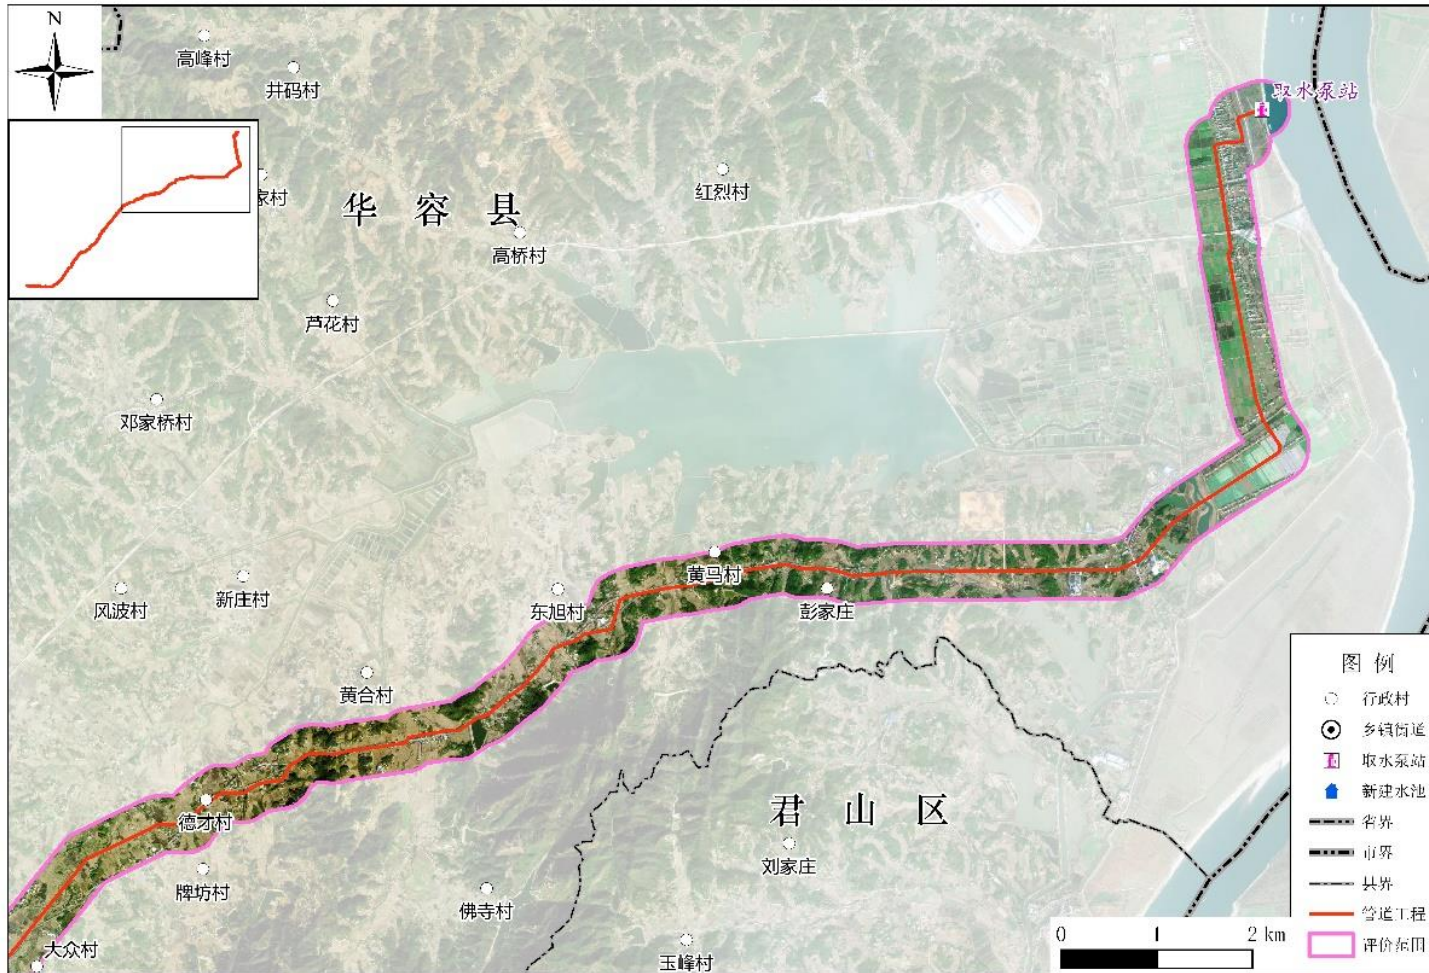 N
高峰村
井码村
取水泵站
红烈村
家村
华容县
高桥村
芦花村
邓家桥村
黄马村
风波村
新庄村
东旭村
彭家庄
黄合村
德才村
君山区
刘家庄
牌坊村
佛寺村
大众村
玉峰村
图例
行政村
乡镇街道
取水泵站
新建水池
省界
市界
县界
管道工程
评价范围
0 1 2 km